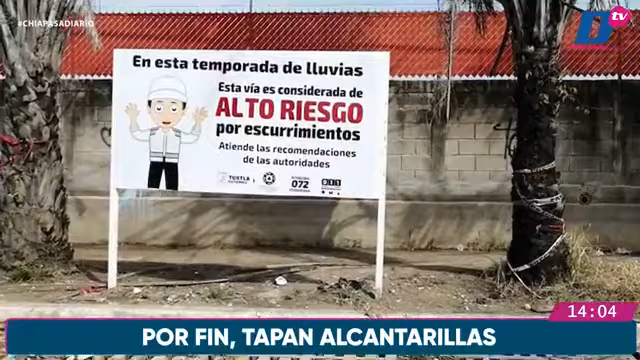 #CHIAPASADIARIO
D tv
En esta temporada de lluvias
Esta vía es considerada de
ALTO RIESGO
por escurrimientos
Atiende las recomendaciones
de las autoridades
TUXTLA
072
911
14:04
POR FIN, TAPAN ALCANTARILLAS